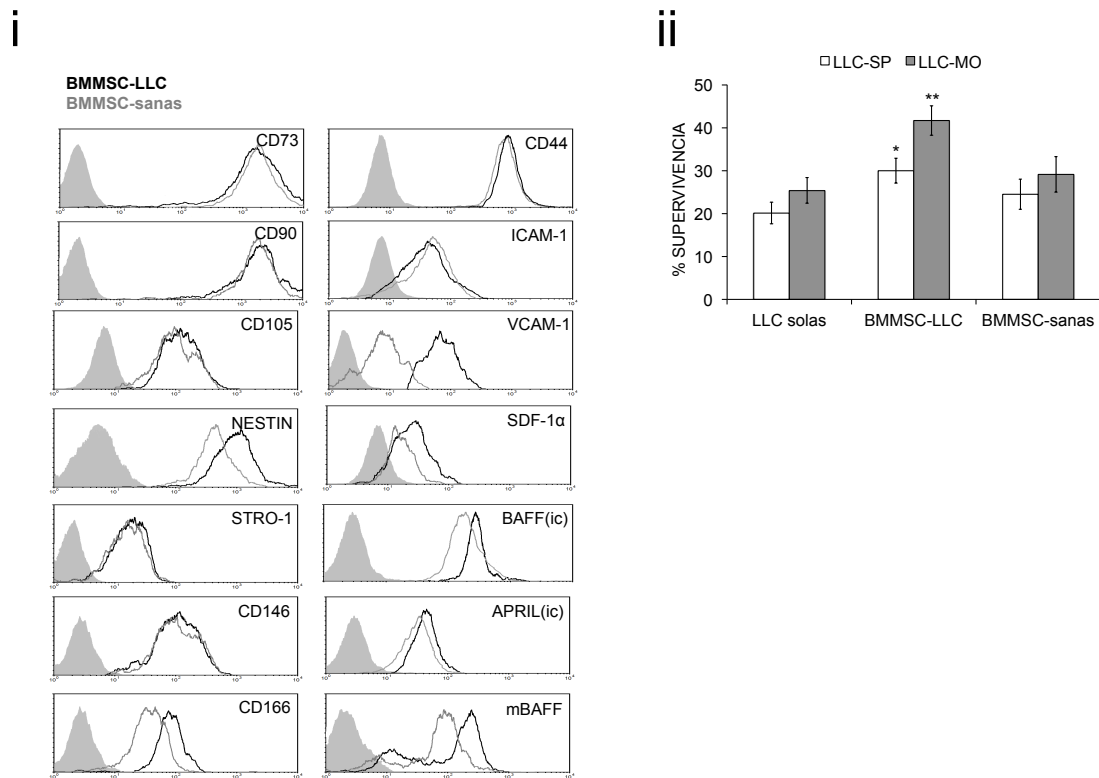 i
BMMSC-LLC
BMMSC-sanas
CD73
CD44
CD90
ICAM-1
CD105
VCAM-1
NESTIN
SDF-1α
STRO-1
BAFF(ic)
CD146
APRIL(ic)
CD166
mBAFF
ii
LLC-SP LLC-MO
% SUPERVIVENCIA
50
40
30
20
10
0
*
**
LLC solas BMMSC-LLC BMMSC-sanas